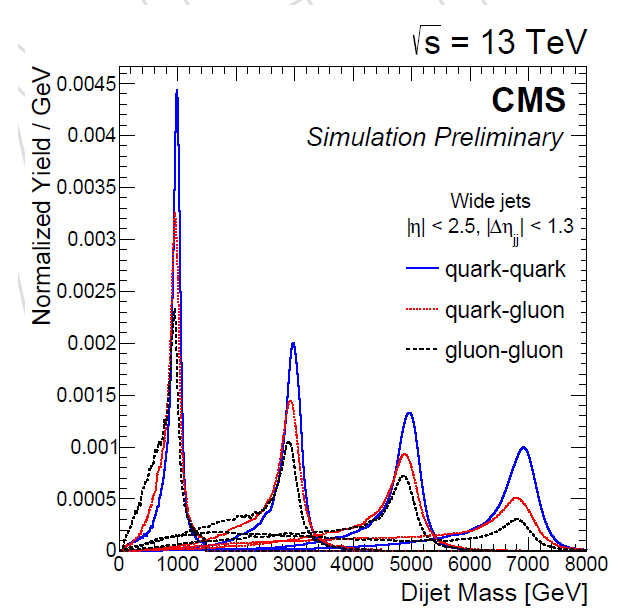 √s = 13 TeV
Normalized Yield / GeV
CMS
Simulation Preliminary
Wide jets
|η| < 2.5, |Δη_jj| < 1.3
quark-quark
quark-gluon
gluon-gluon
0.0045
0.004
0.0035
0.003
0.0025
0.002
0.0015
0.001
0.0005
0
0 1000 2000 3000 4000 5000 6000 7000 8000
Dijet Mass [GeV]